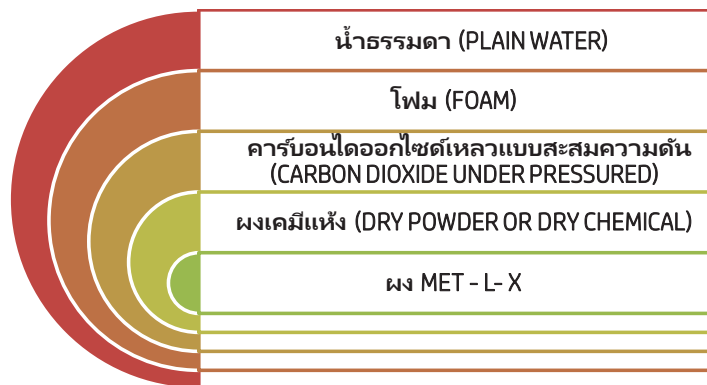 น้ำธรรมดา (PLAIN WATER)
โฟม (FOAM)
คาร์บอนไดออกไซด์เหลวแบบสะสมความดัน
(CARBON DIOXIDE UNDER PRESSURED)
ผงเคมีแห้ง (DRY POWDER OR DRY CHEMICAL)
ผง MET - L- X